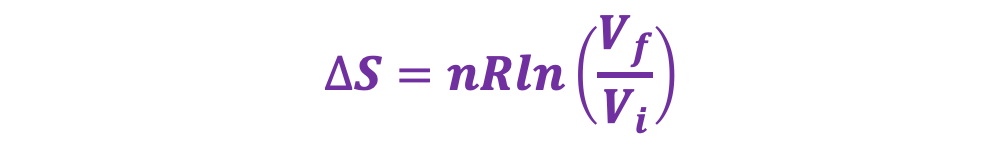 ΔS = nRln(V_f/V_i)